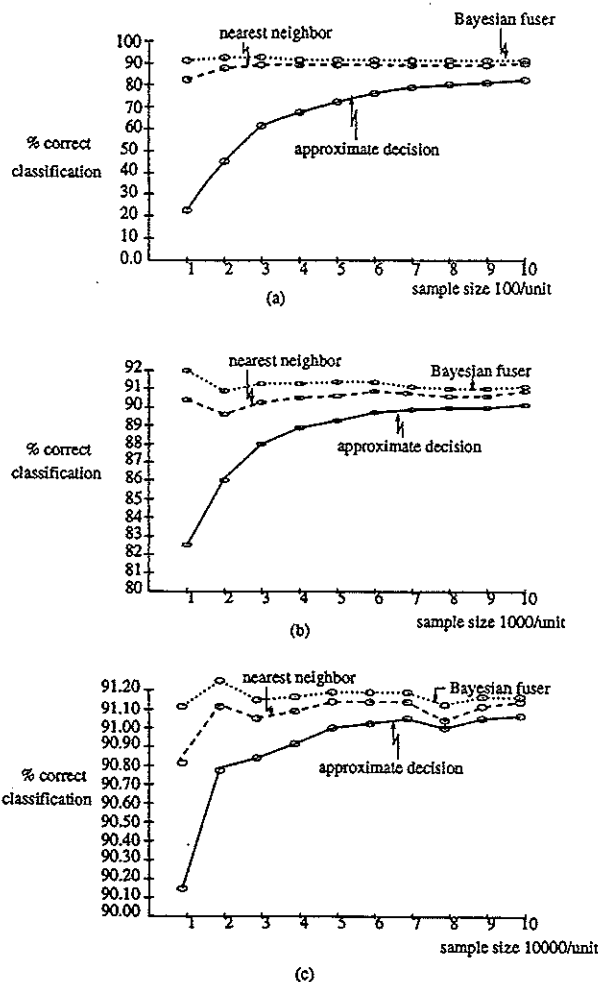 nearest neighbor
Bayesian fuser
100
90
80
70
60
50
40
30
20
10
0.0
% correct
classification
approximate decision
1 2 3 4 5 6 7 8 9 10
sample size 100/unit
(a)
92
91
90
89
88
87
86
85
84
83
82
81
80
nearest neighbor
Bayesian fuser
% correct
classification
approximate decision
1 2 3 4 5 6 7 8 9 10
sample size 1000/unit
(b)
91.20
91.10
91.00
90.90
90.80
90.70
90.60
90.50
90.40
90.30
90.20
90.10
90.00
nearest neighbor
Bayesian fuser
% correct
classification
approximate decision
1 2 3 4 5 6 7 8 9 10
sample size 10000/unit
(c)